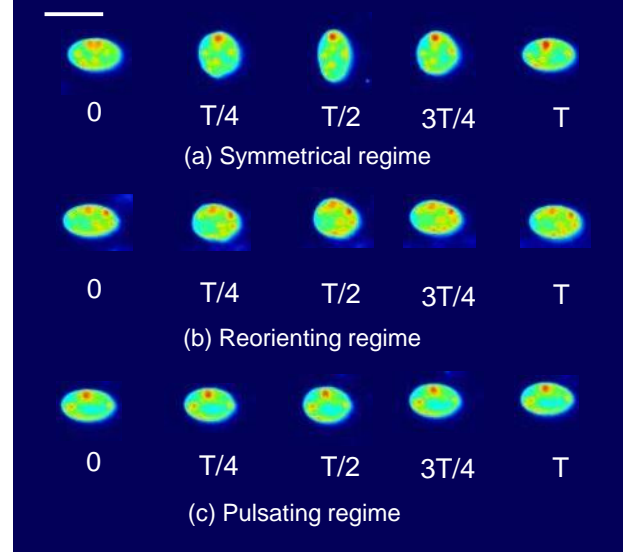 0 T/4 T/2 3T/4 T
(a) Symmetrical regime
0 T/4 T/2 3T/4 T
(b) Reorienting regime
0 T/4 T/2 3T/4 T
(c) Pulsating regime